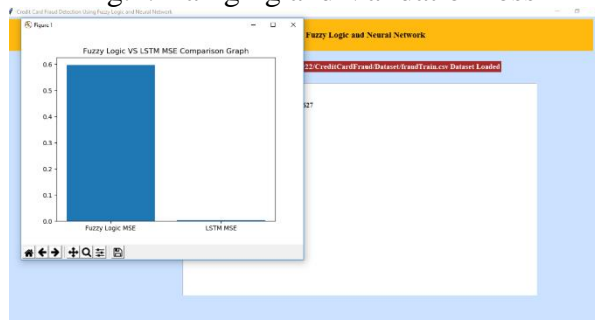 Credit Card Fraud Detection Using Fuzzy Logic and Neural Network
Figure 1
Fuzzy Logic and Neural Network
22/CreditCardFraud/Dataset/fraudTrain.csv Dataset Loaded
627
Fuzzy Logic VS LSTM MSE Comparison Graph
0.6
0.5
0.4
0.3
0.2
0.1
0.0
Fuzzy Logic MSE LSTM MSE